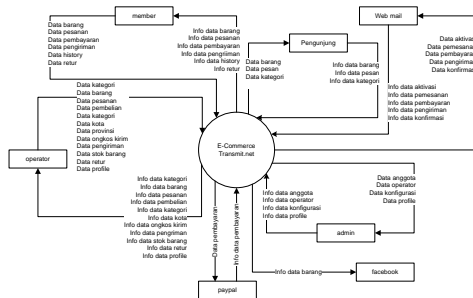 member
Data barang
Data pesanan
Data pembayaran
Data pengiriman
Data history
Data retur
Info data barang
Info data pesanan
Info data pembayaran
Info data pengriiman
Info data history
Info retur
Pengunjung
Data barang
Data pesan
Data kategori
Info data barang
Info data pesan
Info data kategori
Web mail
Data aktivasi
Data pemesanan
Data pembayaran
Data pengiriman
Data konfirmasi
Info data aktivasi
Info data pemesanan
Info data pembayaran
Info data pengiriman
Info data konfirmasi
Data kategori
Data barang
Data pesanan
Data pembelian
Data kategori
Data kota
Data provinsi
Data ongkos kirim
Data pengiriman
Data stok barang
Data retur
Data profile
operator
E-Commerce
Transmit.net
Info data kategori
Info data barang
Info data pesanan
Info data pembelian
Info data kategori
Info data kota
Info data ongkos kirim
Info data pengriman
Info data stok barang
Info data retur
Info data profile
Data pembayaran
Info data pembayaran
paypal
Info data anggota
Info data operator
Info data konfigurasi
Info data profile
Data anggota
Data operator
Data konfigurasi
Data profile
admin
Info data barang
facebook